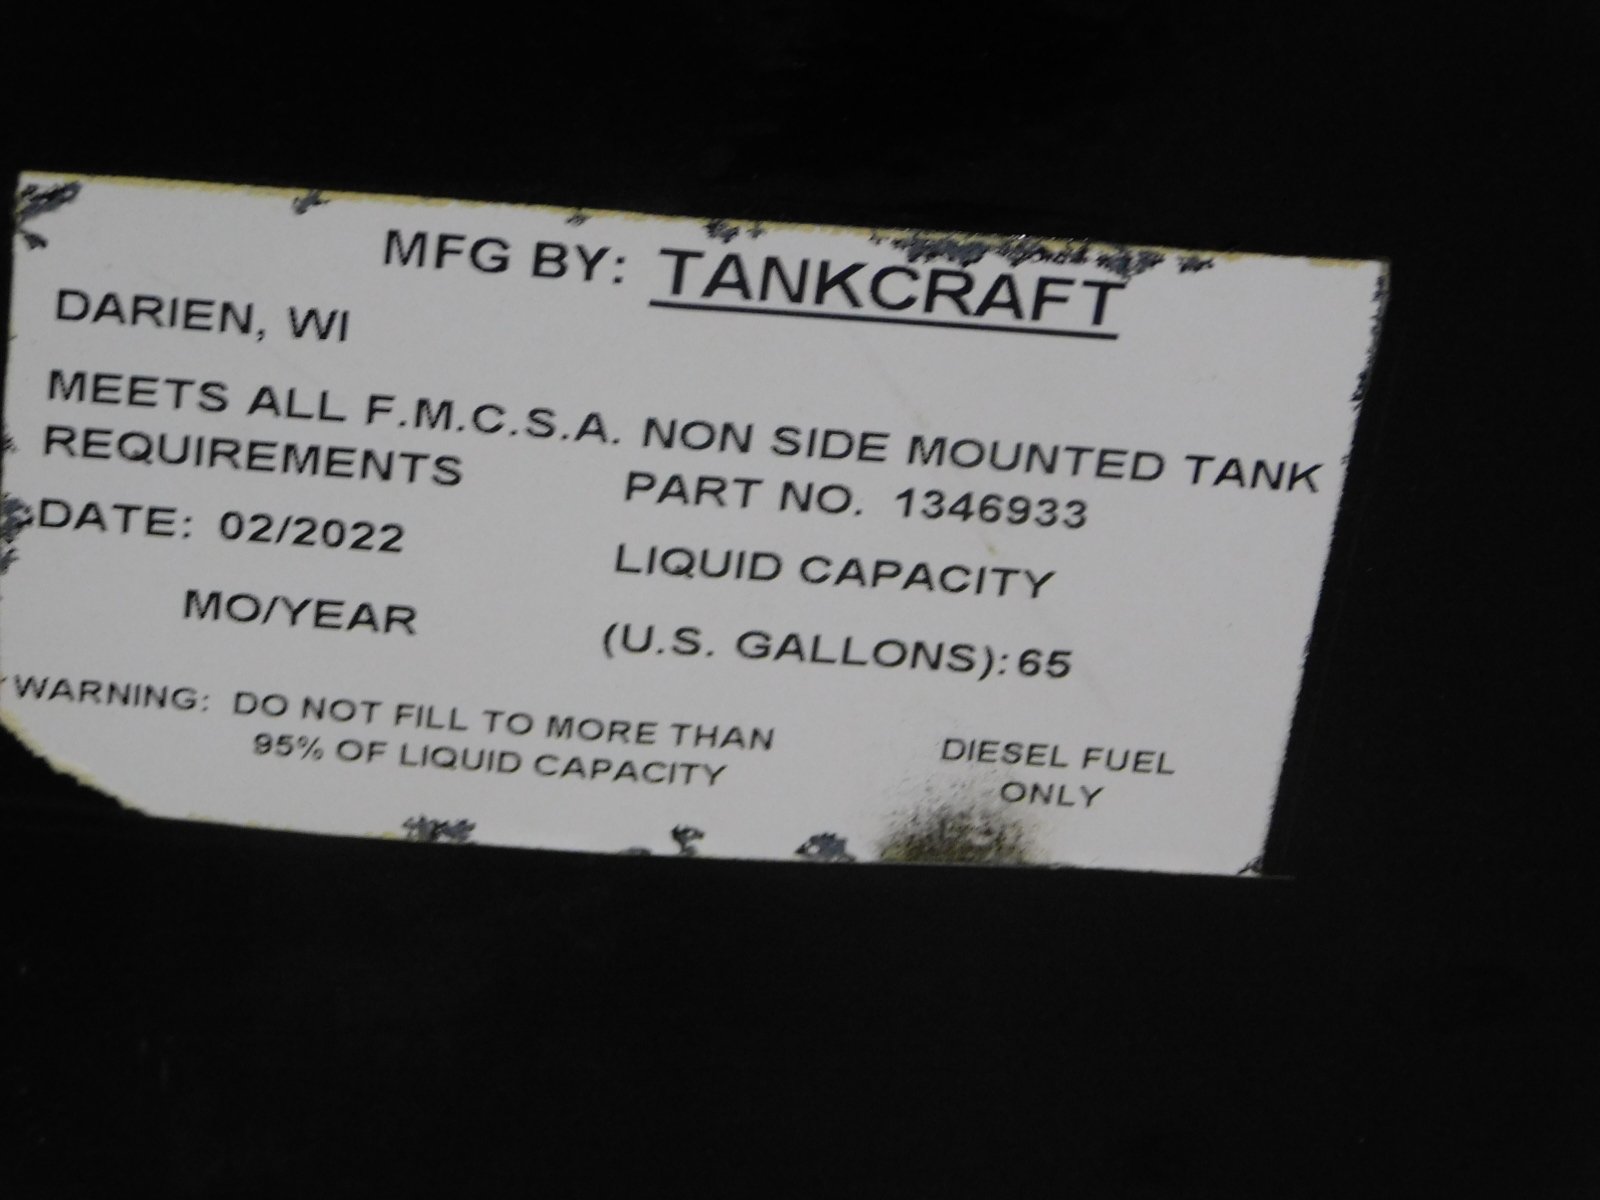 MFG BY: TANKCRAFT
DARIEN, WI
MEETS ALL F.M.C.S.A. NON SIDE MOUNTED TANK
REQUIREMENTS
PART NO. 1346933
DATE: 02/2022
LIQUID CAPACITY
MO/YEAR
(U.S. GALLONS): 65
WARNING: DO NOT FILL TO MORE THAN
95% OF LIQUID CAPACITY
DIESEL FUEL
ONLY